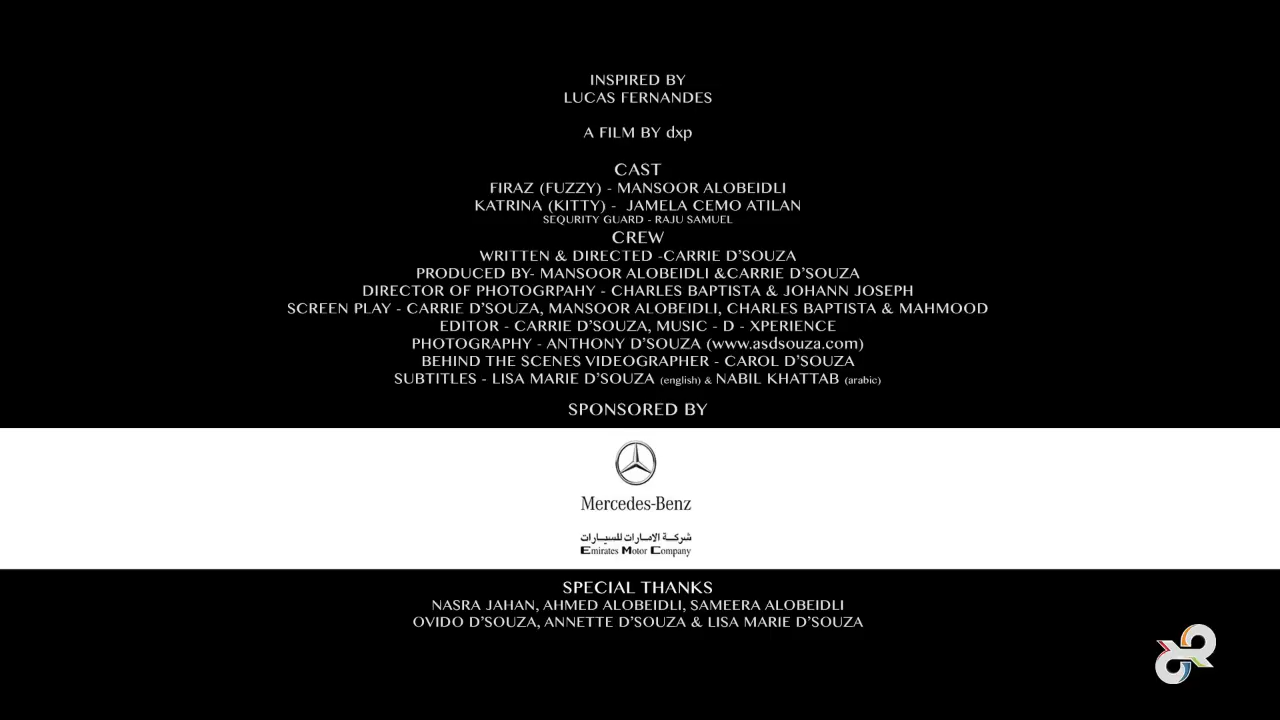 INSPIRED BY
LUCAS FERNANDES
A FILM BY dxp
CAST
FIRAZ (FUZZY) - MANSOOR ALOBEIDLI
KATRINA (KITTY) - JAMELA CEMO ATILAN
SEQURITY GUARD - RAJU SAMUEL
CREW
WRITTEN & DIRECTED -CARRIE D'SOUZA
PRODUCED BY- MANSOOR ALOBEIDLI &CARRIE D'SOUZA
DIRECTOR OF PHOTOGRPAHY - CHARLES BAPTISTA & JOHANN JOSEPH
SCREEN PLAY - CARRIE D'SOUZA, MANSOOR ALOBEIDLI, CHARLES BAPTISTA & MAHMOOD
EDITOR - CARRIE D'SOUZA, MUSIC - D - XPERIENCE
PHOTOGRAPHY - ANTHONY D'SOUZA (www.asdsouza.com)
BEHIND THE SCENES VIDEOGRAPHER - CAROL D'SOUZA
SUBTITLES - LISA MARIE D'SOUZA (english) & NABIL KHATTAB (arabic)
SPONSORED BY
Mercedes-Benz
شركة الامارات للسيارات
Emirates Motor Company
SPECIAL THANKS
NASRA JAHAN, AHMED ALOBEIDLI, SAMEERA ALOBEIDLI
OVIDO D'SOUZA, ANNETTE D'SOUZA & LISA MARIE D'SOUZA